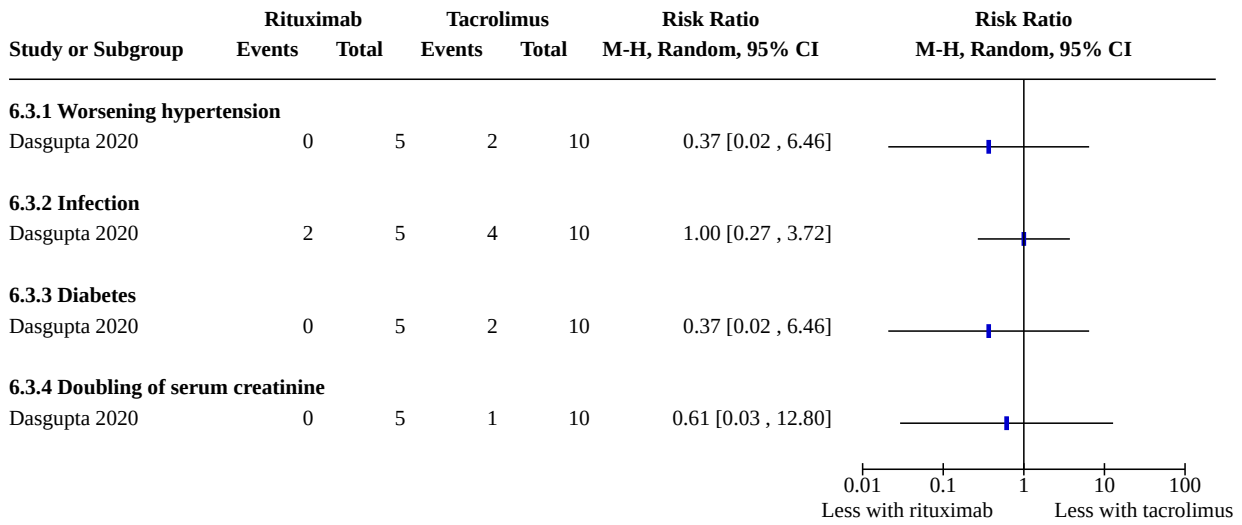 Rituximab Tacrolimus Risk Ratio Risk Ratio
Study or Subgroup Events Total Events Total M-H, Random, 95% CI M-H, Random, 95% CI
6.3.1 Worsening hypertension
Dasgupta 2020 0 5 2 10 0.37 [0.02 , 6.46]
6.3.2 Infection
Dasgupta 2020 2 5 4 10 1.00 [0.27 , 3.72]
6.3.3 Diabetes
Dasgupta 2020 0 5 2 10 0.37 [0.02 , 6.46]
6.3.4 Doubling of serum creatinine
Dasgupta 2020 0 5 1 10 0.61 [0.03 , 12.80]
0.01 0.1 1 10 100
Less with rituximab Less with tacrolimus